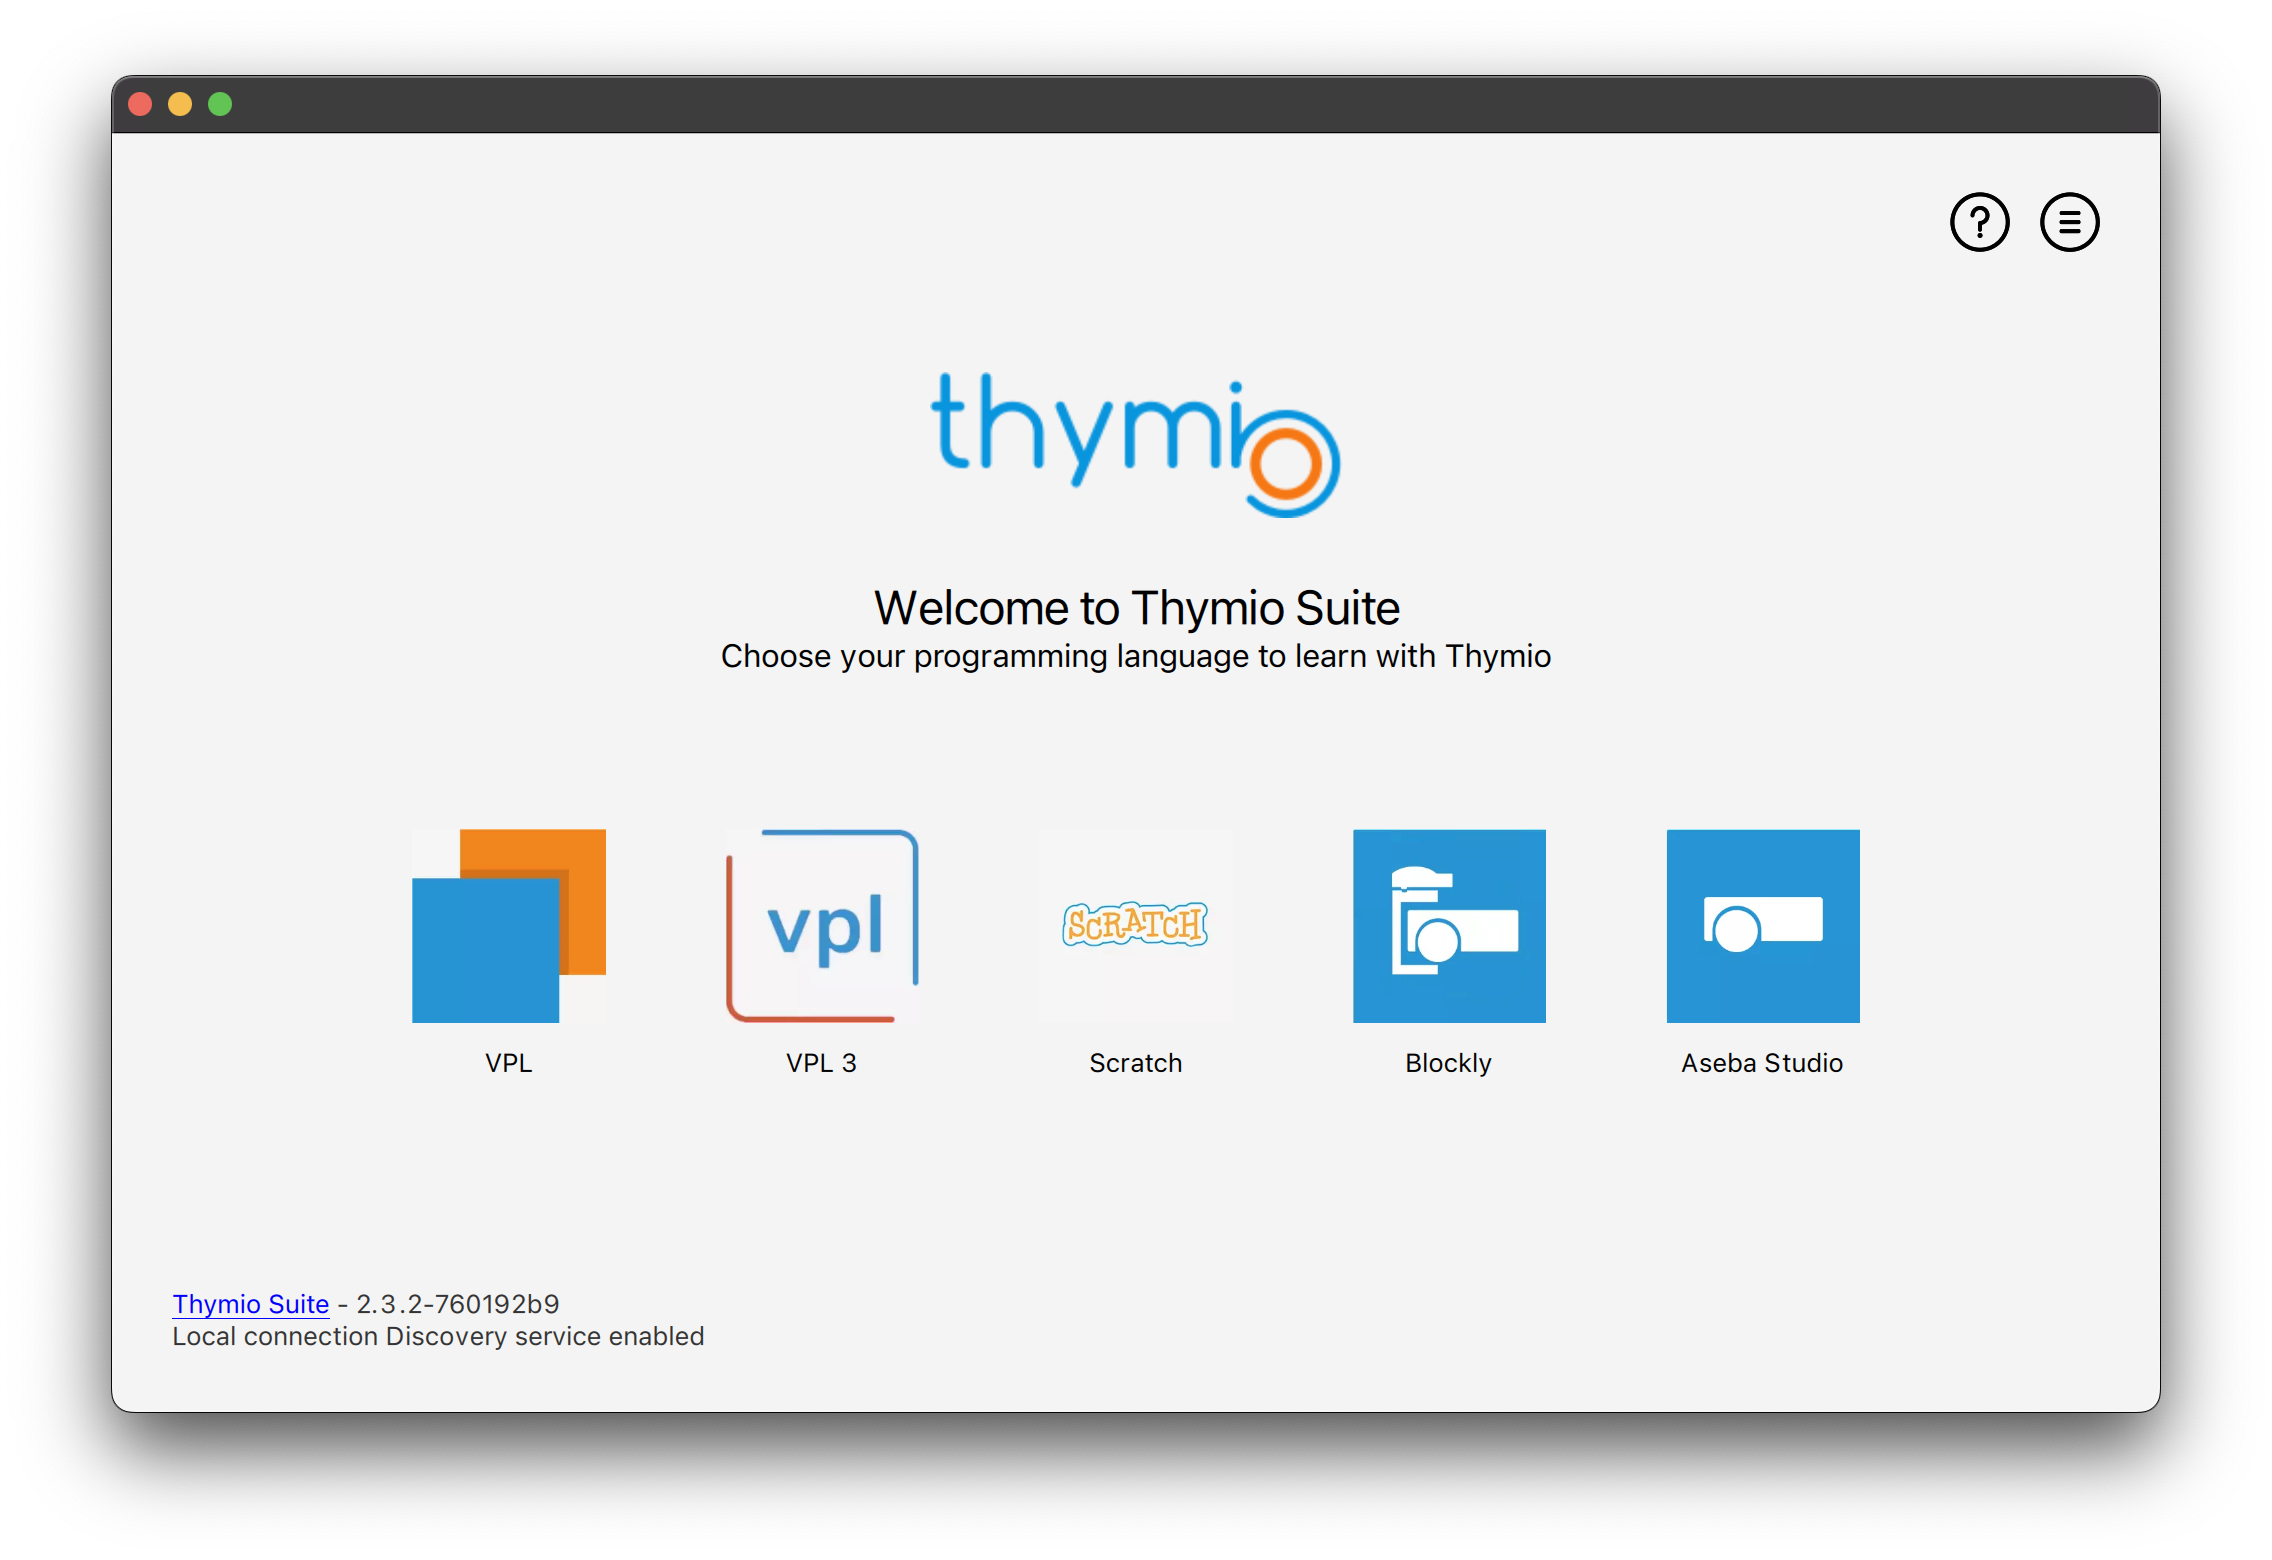 ?
thymio
Welcome to Thymio Suite
Choose your programming language to learn with Thymio
vpl
SCRATCH
VPL
VPL 3
Scratch
Blockly
Aseba Studio
Thymio Suite - 2.3.2-760192b9
Local connection Discovery service enabled